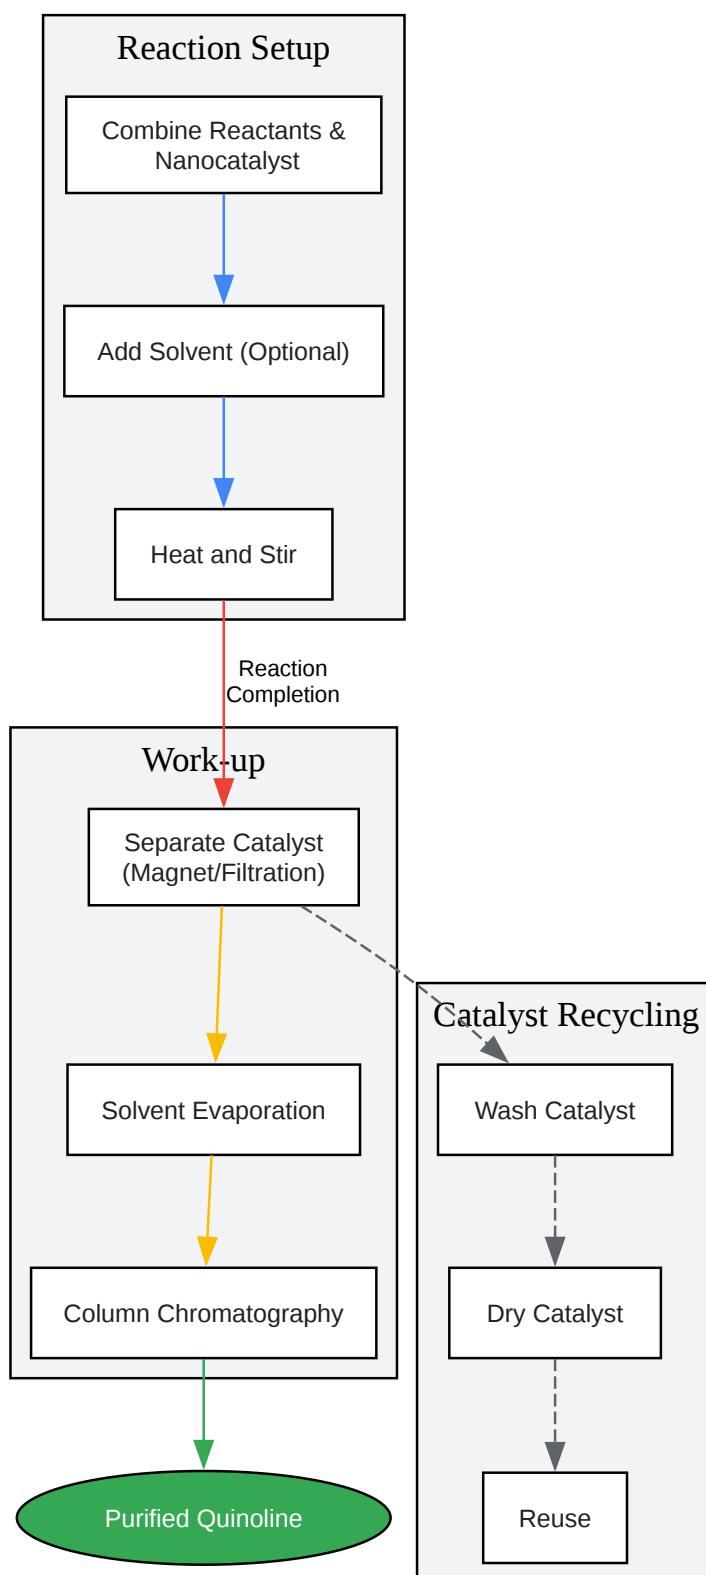 Reaction Setup
Combine Reactants &
Nanocatalyst
Add Solvent (Optional)
Heat and Stir
Reaction
Completion
Work-up
Separate Catalyst
(Magnet/Filtration)
Solvent Evaporation
Column Chromatography
Purified Quinoline
Catalyst Recycling
Wash Catalyst
Dry Catalyst
Reuse